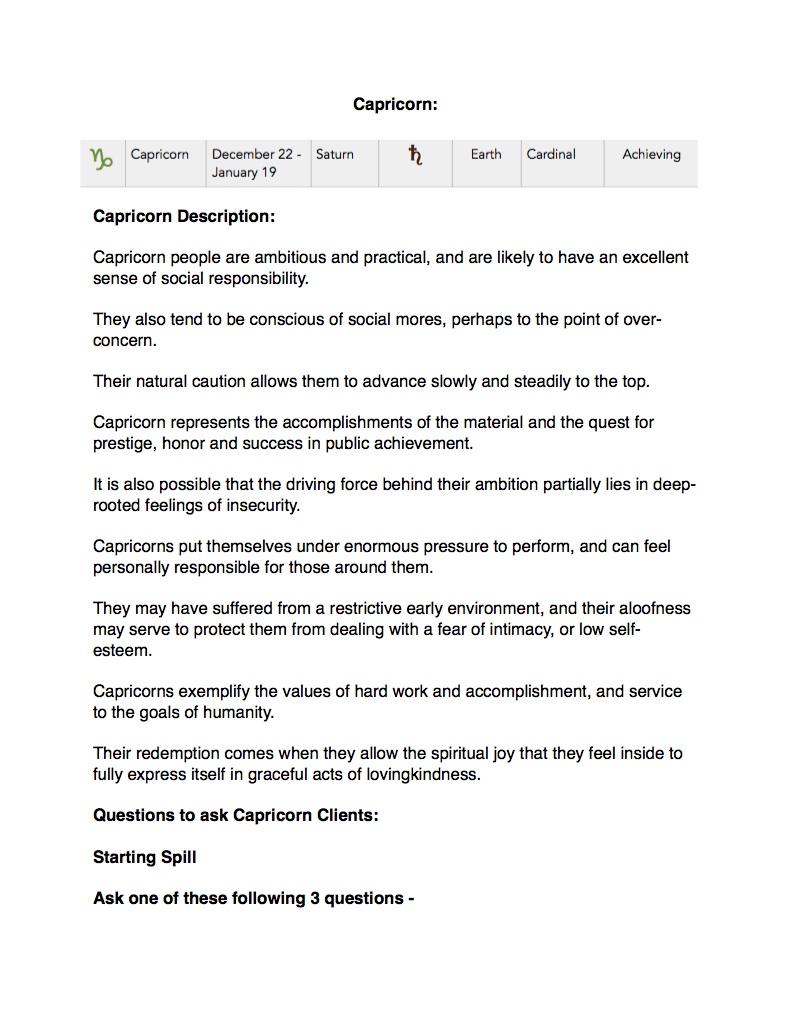 Capricorn:
♑ Capricorn December 22 - Saturn ♄ Earth Cardinal Achieving
January 19
Capricorn Description:
Capricorn people are ambitious and practical, and are likely to have an excellent
sense of social responsibility.
They also tend to be conscious of social mores, perhaps to the point of over-
concern.
Their natural caution allows them to advance slowly and steadily to the top.
Capricorn represents the accomplishments of the material and the quest for
prestige, honor and success in public achievement.
It is also possible that the driving force behind their ambition partially lies in deep-
rooted feelings of insecurity.
Capricorns put themselves under enormous pressure to perform, and can feel
personally responsible for those around them.
They may have suffered from a restrictive early environment, and their aloofness
may serve to protect them from dealing with a fear of intimacy, or low self-
esteem.
Capricorns exemplify the values of hard work and accomplishment, and service
to the goals of humanity.
Their redemption comes when they allow the spiritual joy that they feel inside to
fully express itself in graceful acts of lovingkindness.
Questions to ask Capricorn Clients:
Starting Spill
Ask one of these following 3 questions -